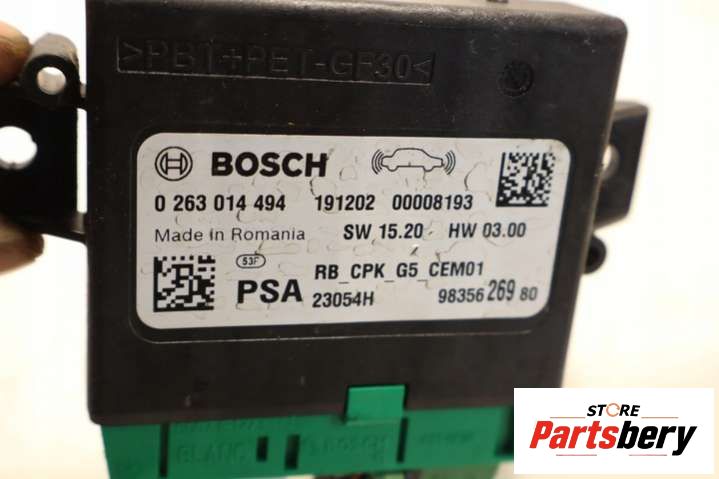 >PBT+PET-GF30<
BOSCH
0 263 014 494 191202 00008193
Made in Romania SW 15.20 HW 03.00
53F RB_CPK_G5_CEM01
PSA 23054H 98356 269 80
BLANC
STORE
Partsbery